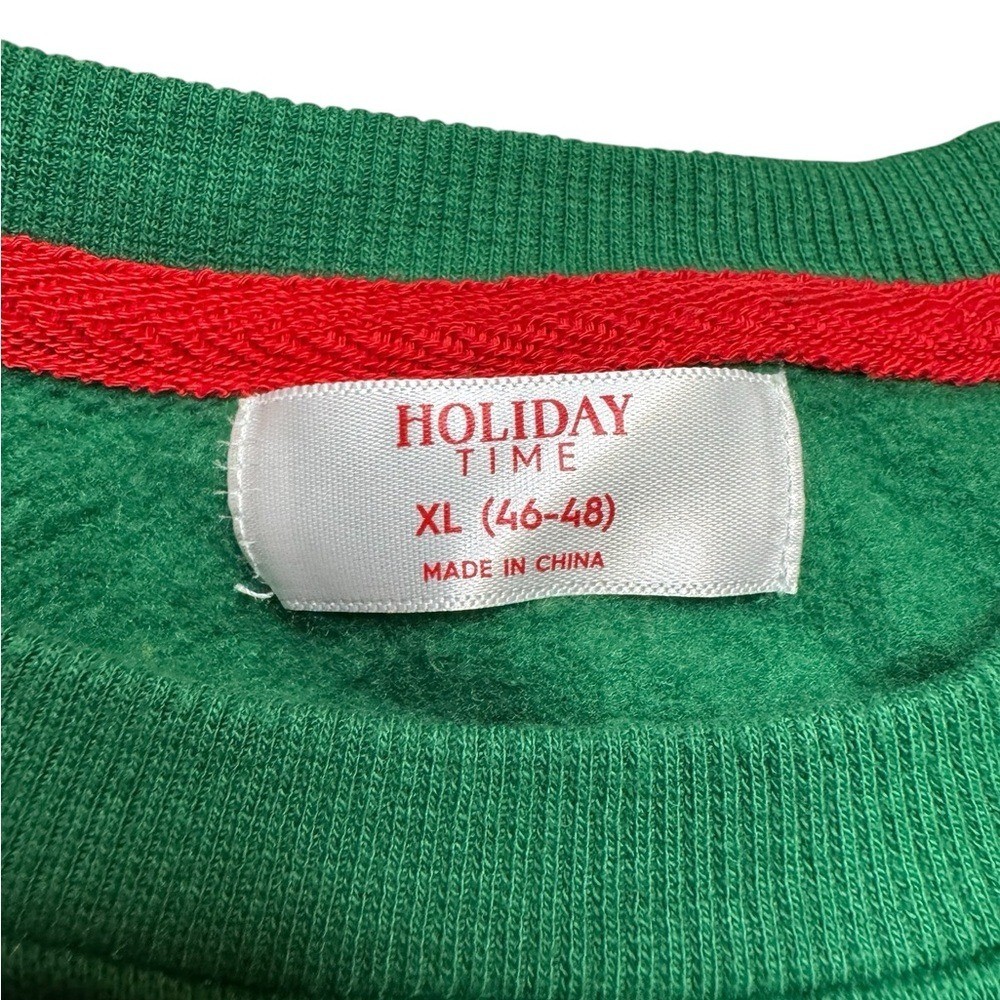 HOLIDAY
TIME
XL (46-48)
MADE IN CHINA